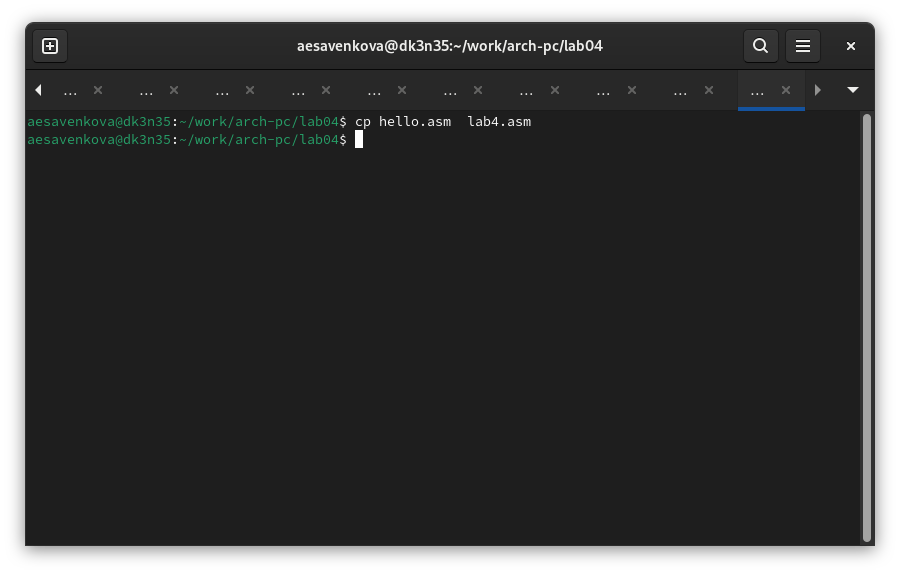 aesavenkova@dk3n35:~/work/arch-pc/lab04
... ... ... ... ... ... ... ... ... ...
aesavenkova@dk3n35:~/work/arch-pc/lab04$ cp hello.asm  lab4.asm
aesavenkova@dk3n35:~/work/arch-pc/lab04$